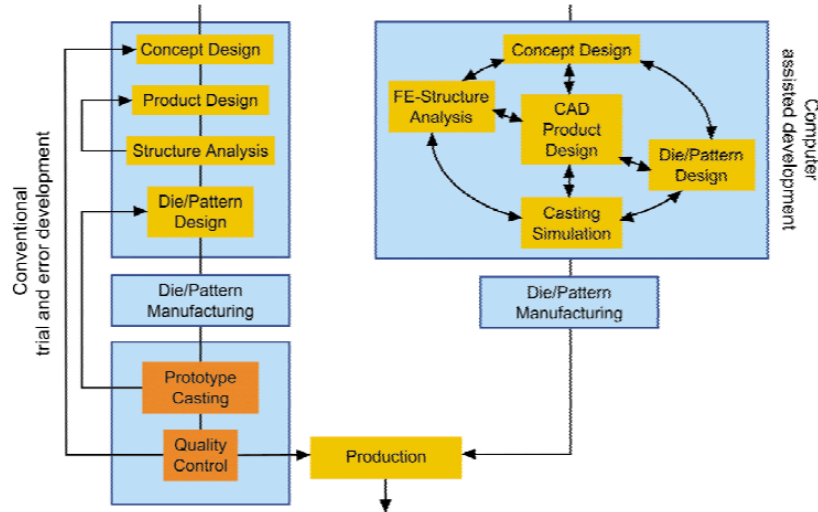 Conventional
trial and error development
Concept Design
Product Design
Structure Analysis
Die/Pattern
Design
Die/Pattern
Manufacturing
Prototype
Casting
Quality
Control
Production
Concept Design
FE-Structure
Analysis
CAD
Product
Design
Die/Pattern
Design
Casting
Simulation
Die/Pattern
Manufacturing
Computer
assisted development